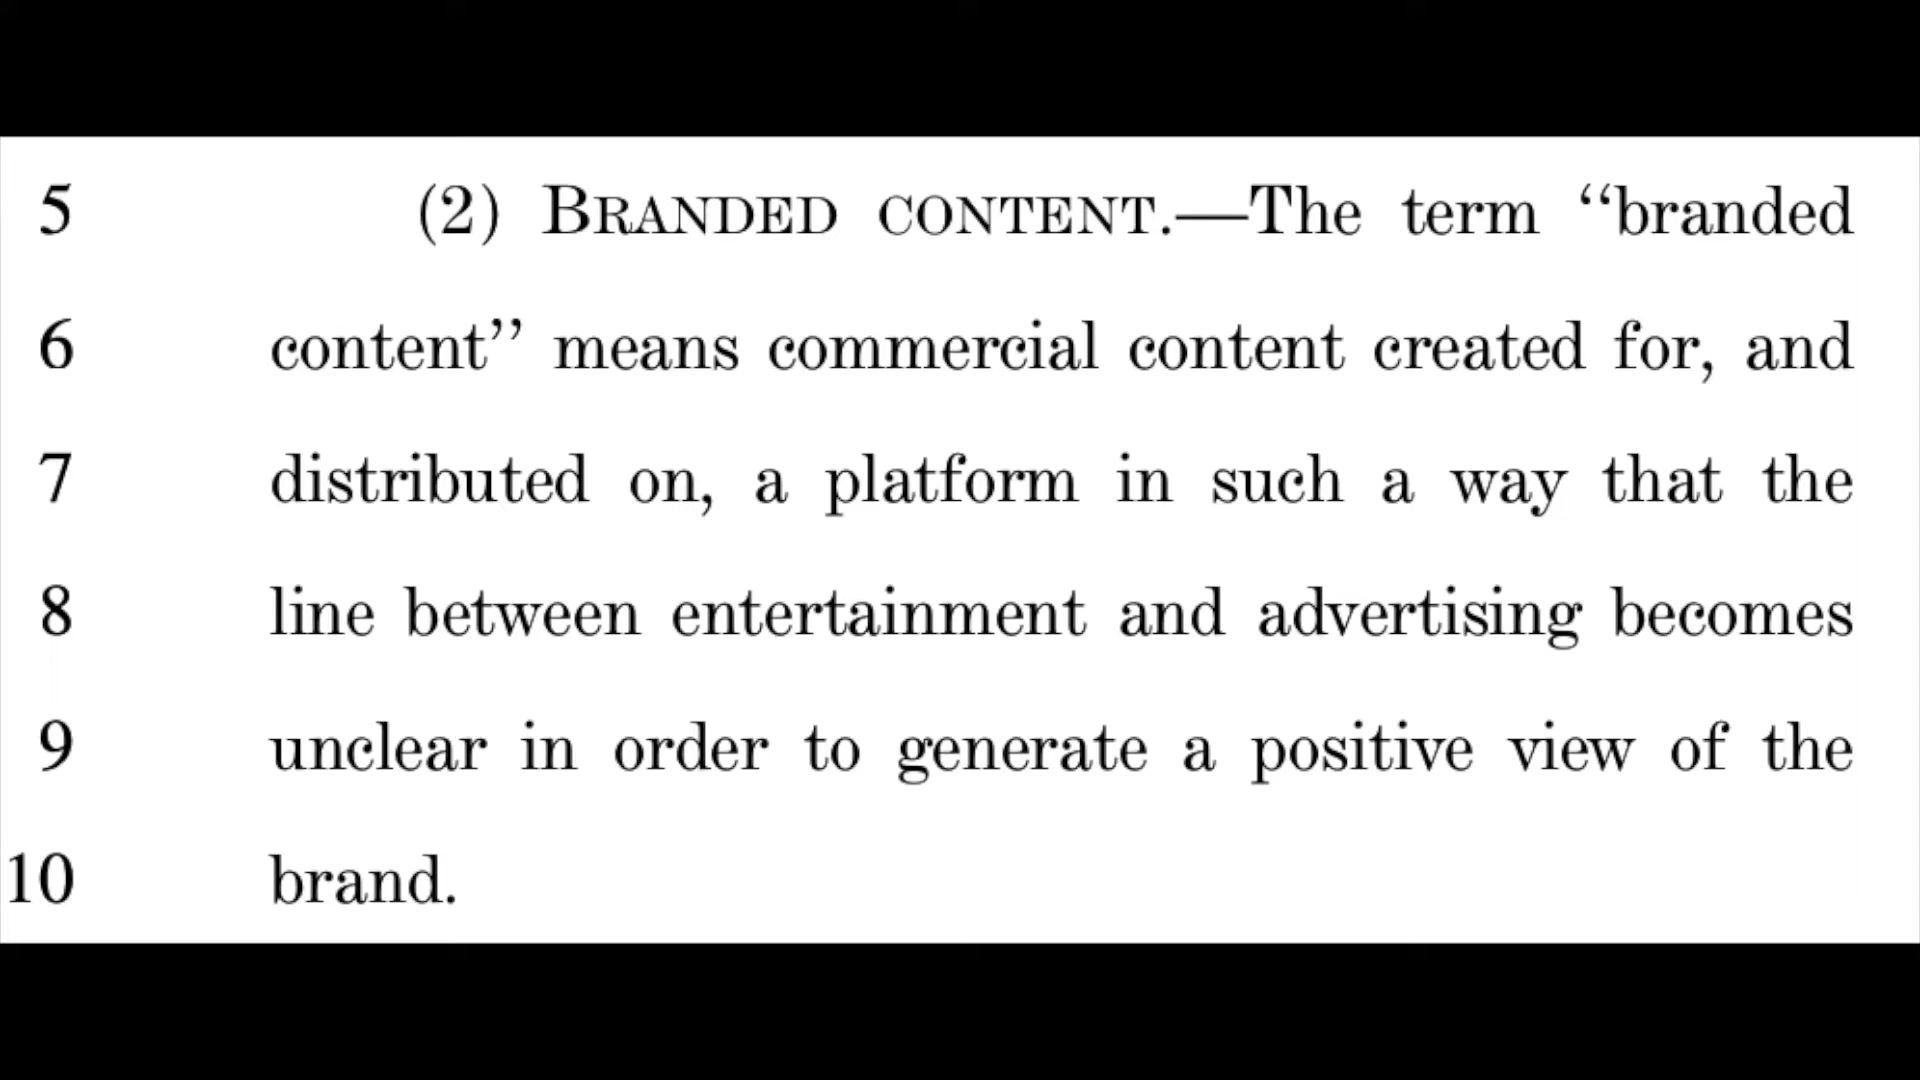 5 (2) BRANDED CONTENT.—The term ‘‘branded
6 content’’ means commercial content created for, and
7 distributed on, a platform in such a way that the
8 line between entertainment and advertising becomes
9 unclear in order to generate a positive view of the
10 brand.